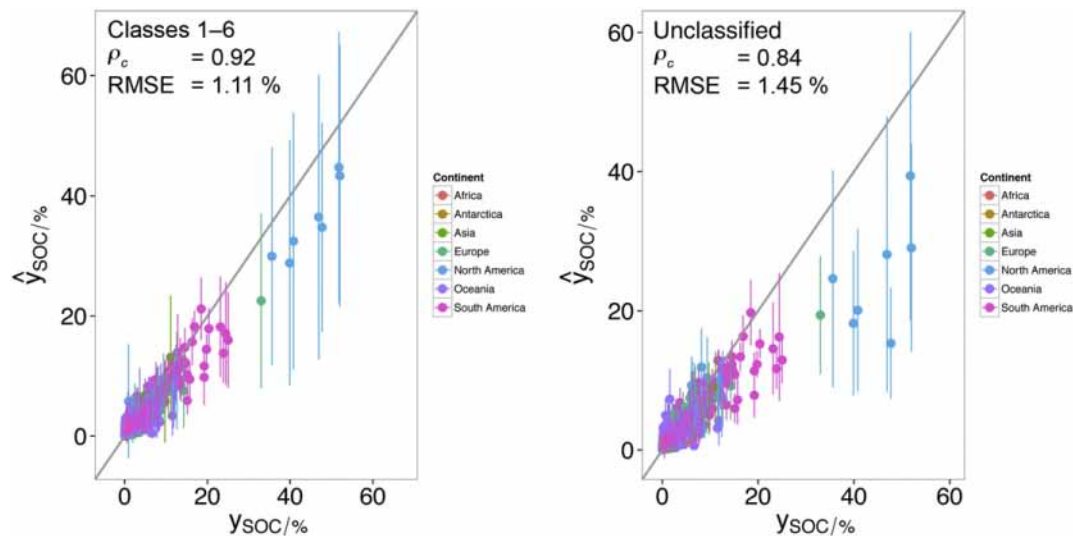 Classes 1–6
ρc = 0.92
RMSE = 1.11 %
60
40
20
0
0 20 40 60
ŷSOC/%
ySOC/%
Continent
Africa
Antarctica
Asia
Europe
North America
Oceania
South America
Unclassified
ρc = 0.84
RMSE = 1.45 %
60
40
20
0
0 20 40 60
ŷSOC/%
ySOC/%
Continent
Africa
Antarctica
Asia
Europe
North America
Oceania
South America